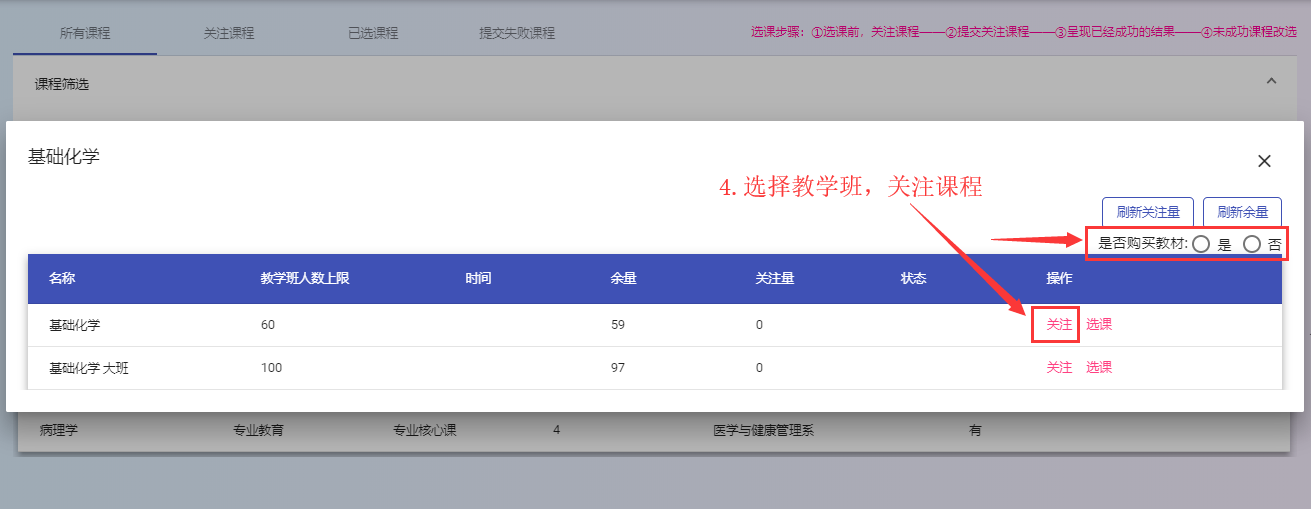 所有课程 关注课程 已选课程 提交失败课程 选课步骤：①选课前，关注课程——②提交关注课程——③呈现已经成功的结果——④未成功课程改选
课程筛选
基础化学
4.选择教学班，关注课程
刷新关注量 刷新余量
是否购买教材: 是 否
名称 教学班人数上限 时间 余量 关注量 状态 操作
基础化学 60 59 0 关注 选课
基础化学 大班 100 97 0 关注 选课
病理学 专业教育 专业核心课 4 医学与健康管理系 有